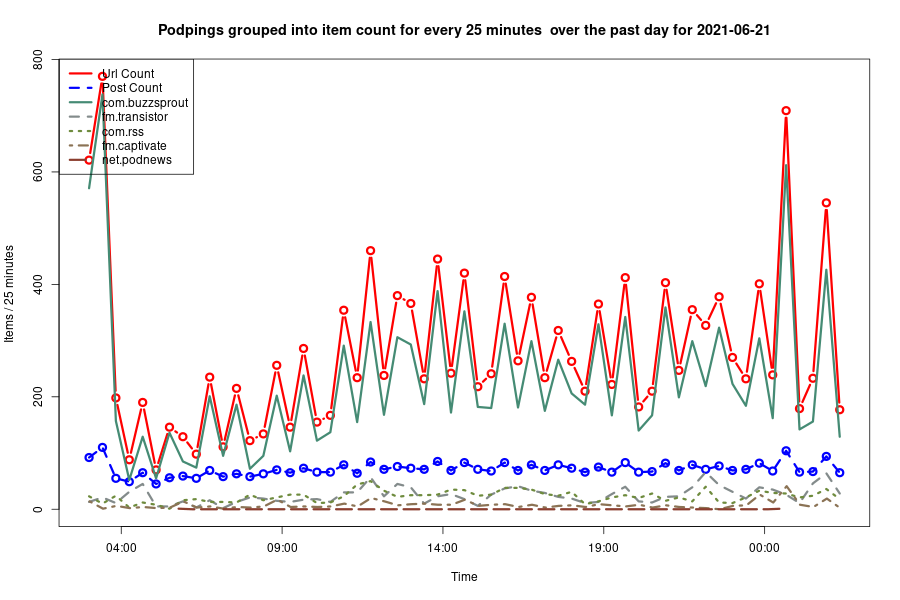 Podpings grouped into item count for every 25 minutes  over the past day for 2021-06-21
Items / 25 minutes
800
600
400
200
0
Url Count
Post Count
com.buzzsprout
fm.transistor
com.rss
fm.captivate
net.podnews
04:00
09:00
14:00
19:00
00:00
Time